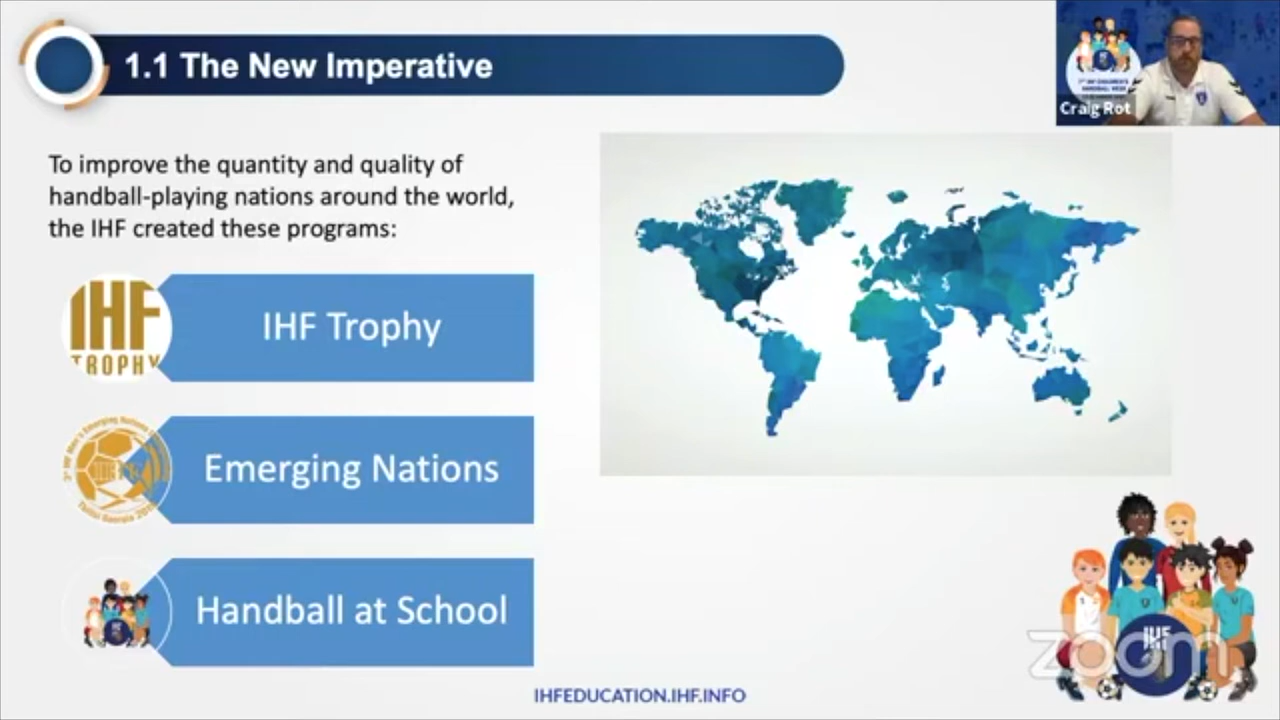 1.1 The New Imperative
Craig Rot
To improve the quantity and quality of
handball-playing nations around the world,
the IHF created these programs:
IHF
TROPHY
IHF Trophy
Emerging Nations
Handball at School
IHF
zoom
IHFEDUCATION.IHF.INFO